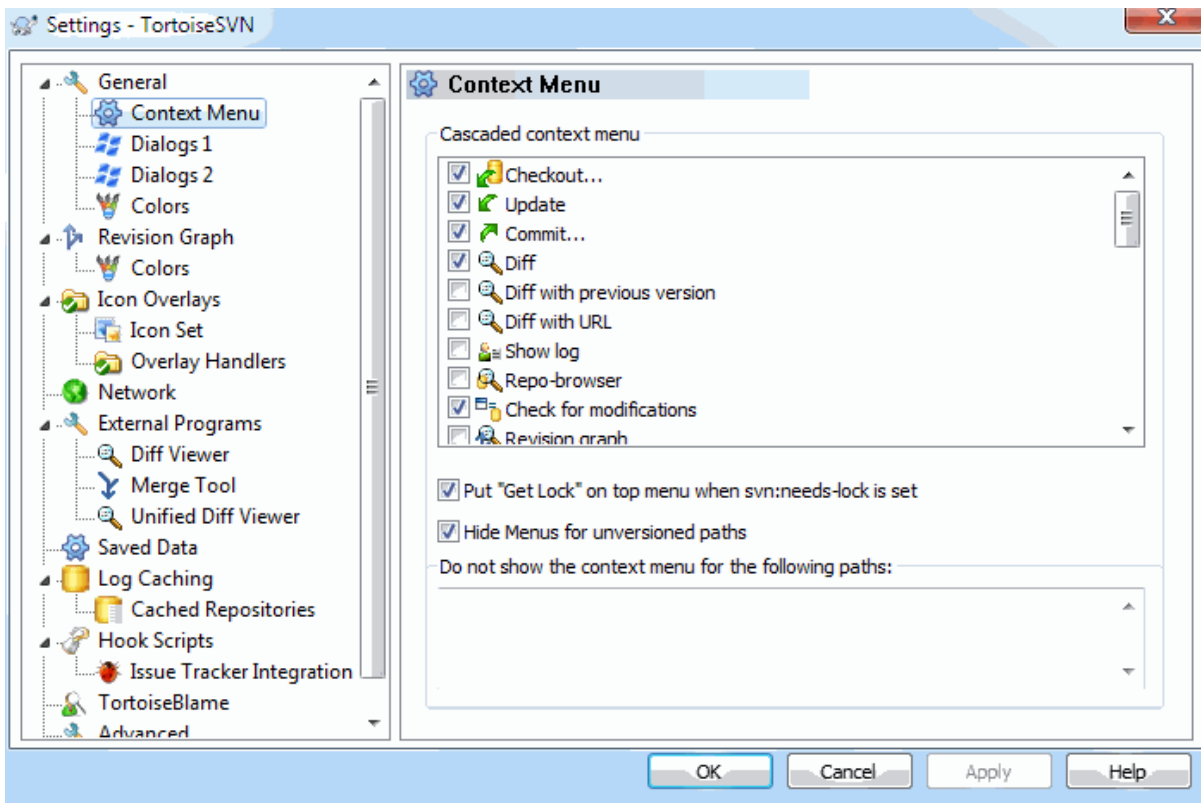 Settings - TortoiseSVN
General
Context Menu
Dialogs 1
Dialogs 2
Colors
Revision Graph
Colors
Icon Overlays
Icon Set
Overlay Handlers
Network
External Programs
Diff Viewer
Merge Tool
Unified Diff Viewer
Saved Data
Log Caching
Cached Repositories
Hook Scripts
Issue Tracker Integration
TortoiseBlame
Advanced
Context Menu
Cascaded context menu
Checkout...
Update
Commit...
Diff
Diff with previous version
Diff with URL
Show log
Repo-browser
Check for modifications
Revision graph
Put "Get Lock" on top menu when svn:needs-lock is set
Hide Menus for unversioned paths
Do not show the context menu for the following paths:
OK
Cancel
Apply
Help